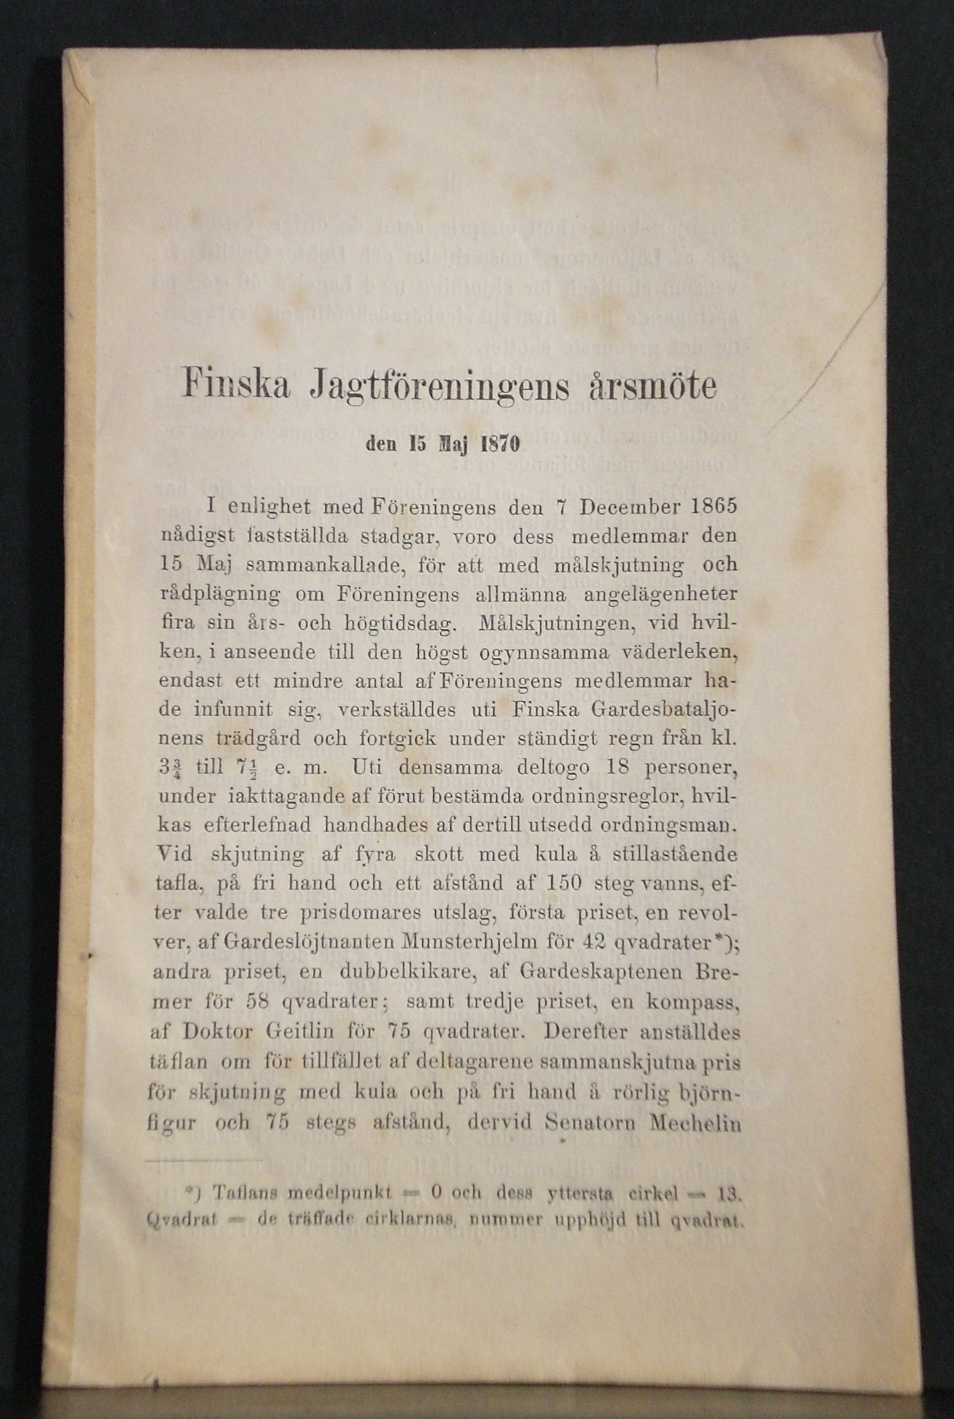 Finska Jagtföreningens årsmöte
den 15 Maj 1870
I enlighet med Föreningens den 7 December 1865
nådigst fastställda stadgar, voro dess medlemmar den
15 Maj sammankallade, för att med målskjutning och
rådplägning om Föreningens allmänna angelägenheter
fira sin års- och högtidsdag. Målskjutningen, vid hvil-
ken, i anseende till den högst ogynnsamma väderleken,
endast ett mindre antal af Föreningens medlemmar ha-
de infunnit sig, verkställdes uti Finska Gardesbataljo-
nens trädgård och fortgick under ständigt regn från kl.
3¾ till 7½ e. m. Uti densamma deltogo 18 personer,
under iakttagande af förut bestämda ordningsreglor, hvil-
kas efterlefnad handhades af dertill utsedd ordningsman.
Vid skjutning af fyra skott med kula å stillastående
tafla, på fri hand och ett afstånd af 150 steg vanns, ef-
ter valde tre prisdomares utslag, första priset, en revol-
ver, af Gardeslöjtnanten Munsterhjelm för 42 qvadrater*);
andra priset, en dubbelkikare, af Gardeskaptenen Bre-
mer för 58 qvadrater; samt tredje priset, en kompass,
af Doktor Geitlin för 75 qvadrater. Derefter anställdes
täflan om för tillfället af deltagarene sammanskjutna pris
för skjutning med kula och på fri hand å rörlig björn-
figur och 75 stegs afstånd, dervid Senatorn Mechelin
*) Taflans medelpunkt = 0 och dess yttersta cirkel = 13.
Qvadrat = de träffade cirklarnas, nummer upphöjd till qvadrat.